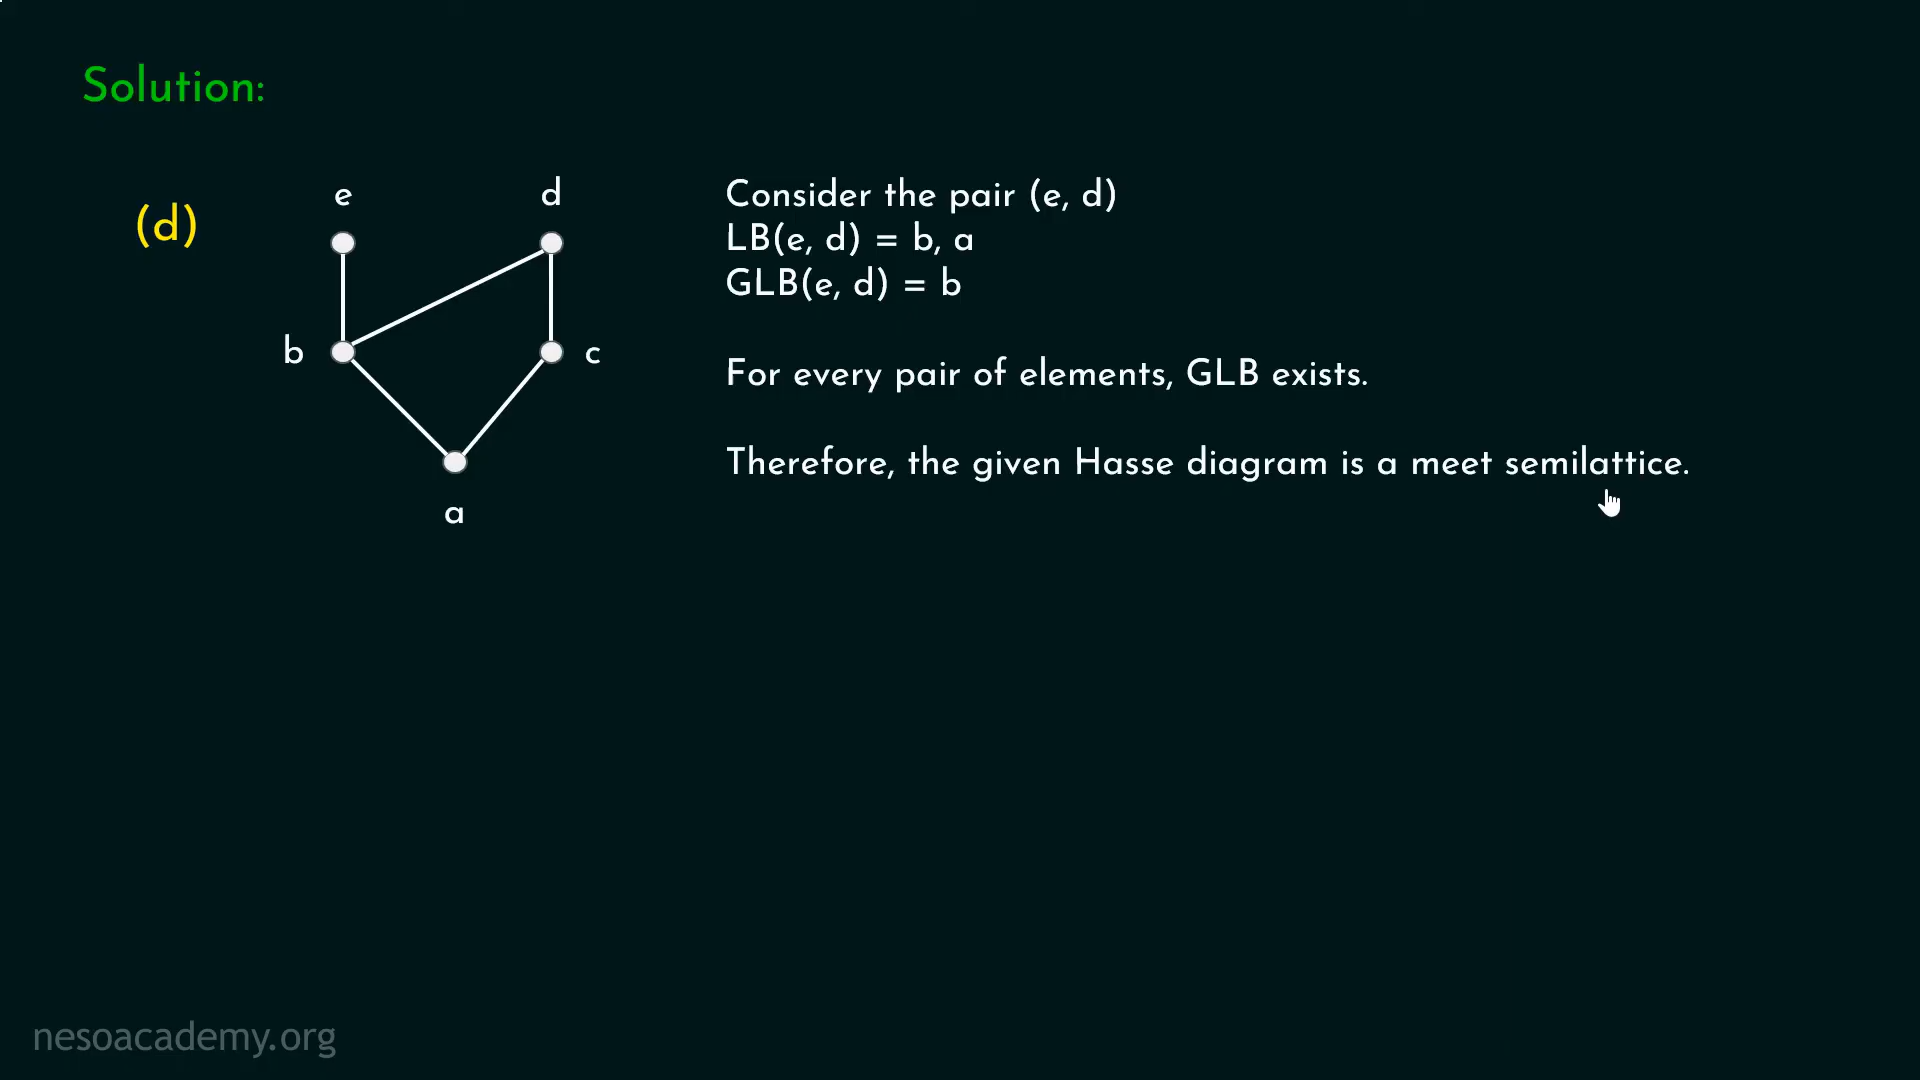 Solution:
(d)
e
d
b
c
a
Consider the pair (e, d)
LB(e, d) = b, a
GLB(e, d) = b
For every pair of elements, GLB exists.
Therefore, the given Hasse diagram is a meet semilattice.
nesoacademy.org